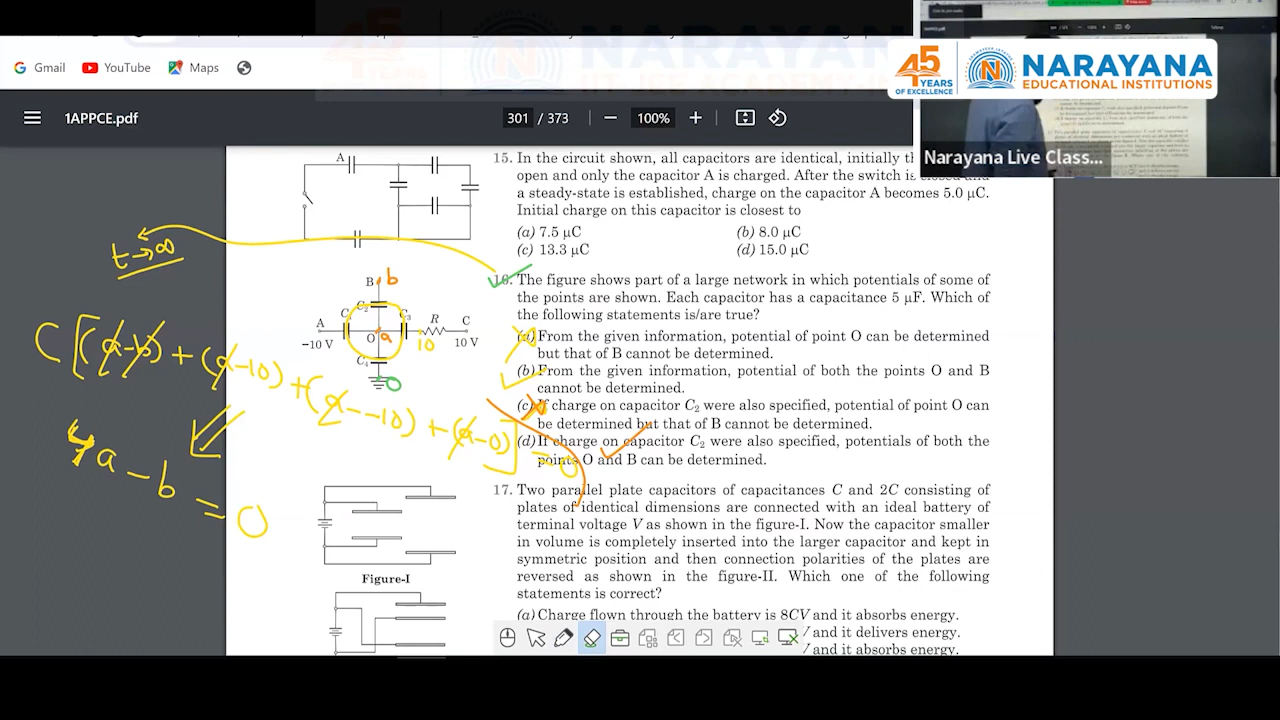 Gmail
YouTube
Maps
1APPCE.pdf
301
100%
45
YEARS
OF EXCELLENCE
NARAYANA
EDUCATIONAL INSTITUTIONS
Narayana Live Class...
15. In the circuit shown, all the capacitors are identical, initially the
open and only the capacitor A is charged. After the switch is closed and
a steady-state is established, charge on the capacitor A becomes 5.0 μC.
Initial charge on this capacitor is closest to
(a) 7.5 μC
(b) 8.0 μC
(c) 13.3 μC
(d) 15.0 μC
A
t→∞
16. The figure shows part of a large network in which potentials of some of
the points are shown. Each capacitor has a capacitance 5 μF. Which of
the following statements is/are true?
(a) From the given information, potential of point O can be determined
but that of B cannot be determined.
(b) From the given information, potential of both the points O and B
cannot be determined.
(c) If charge on capacitor C2 were also specified, potential of point O can
be determined but that of B cannot be determined.
(d) If charge on capacitor C2 were also specified, potentials of both the
points O and B can be determined.
B b
C2
C3 R
A O a 10 C
−10 V 10 V
C4
0
C[(a-b) + (a-10) + (a--10) + (a-0)] = 0
4a - b = 0
17. Two parallel plate capacitors of capacitances C and 2C consisting of
plates of identical dimensions are connected with an ideal battery of
terminal voltage V as shown in the figure-I. Now the capacitor smaller
in volume is completely inserted into the larger capacitor and kept in
symmetric position and then connection polarities of the plates are
reversed as shown in the figure-II. Which one of the following
statements is correct?
(a) Charge flown through the battery is 8CV and it absorbs energy.
V and it delivers energy.
V and it absorbs energy.
Figure-I